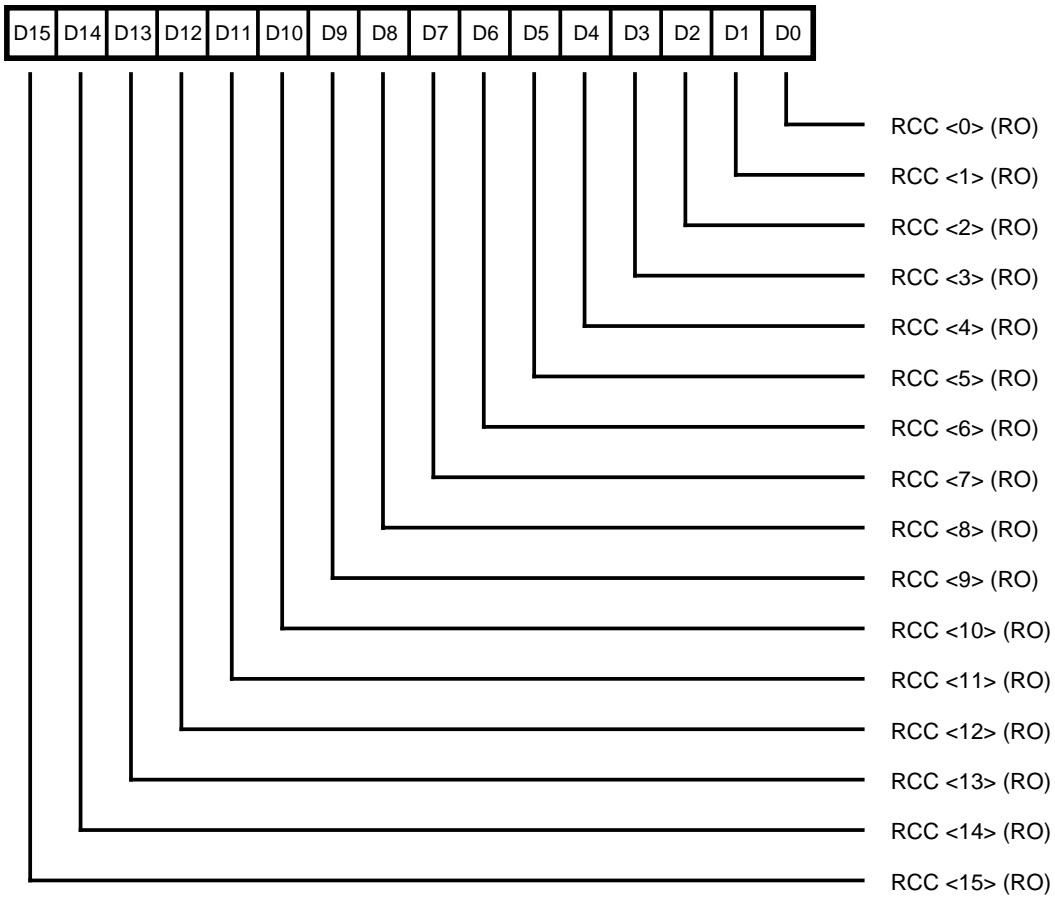 D15 D14 D13 D12 D11 D10 D9 D8 D7 D6 D5 D4 D3 D2 D1 D0
RCC <0> (RO)
RCC <1> (RO)
RCC <2> (RO)
RCC <3> (RO)
RCC <4> (RO)
RCC <5> (RO)
RCC <6> (RO)
RCC <7> (RO)
RCC <8> (RO)
RCC <9> (RO)
RCC <10> (RO)
RCC <11> (RO)
RCC <12> (RO)
RCC <13> (RO)
RCC <14> (RO)
RCC <15> (RO)